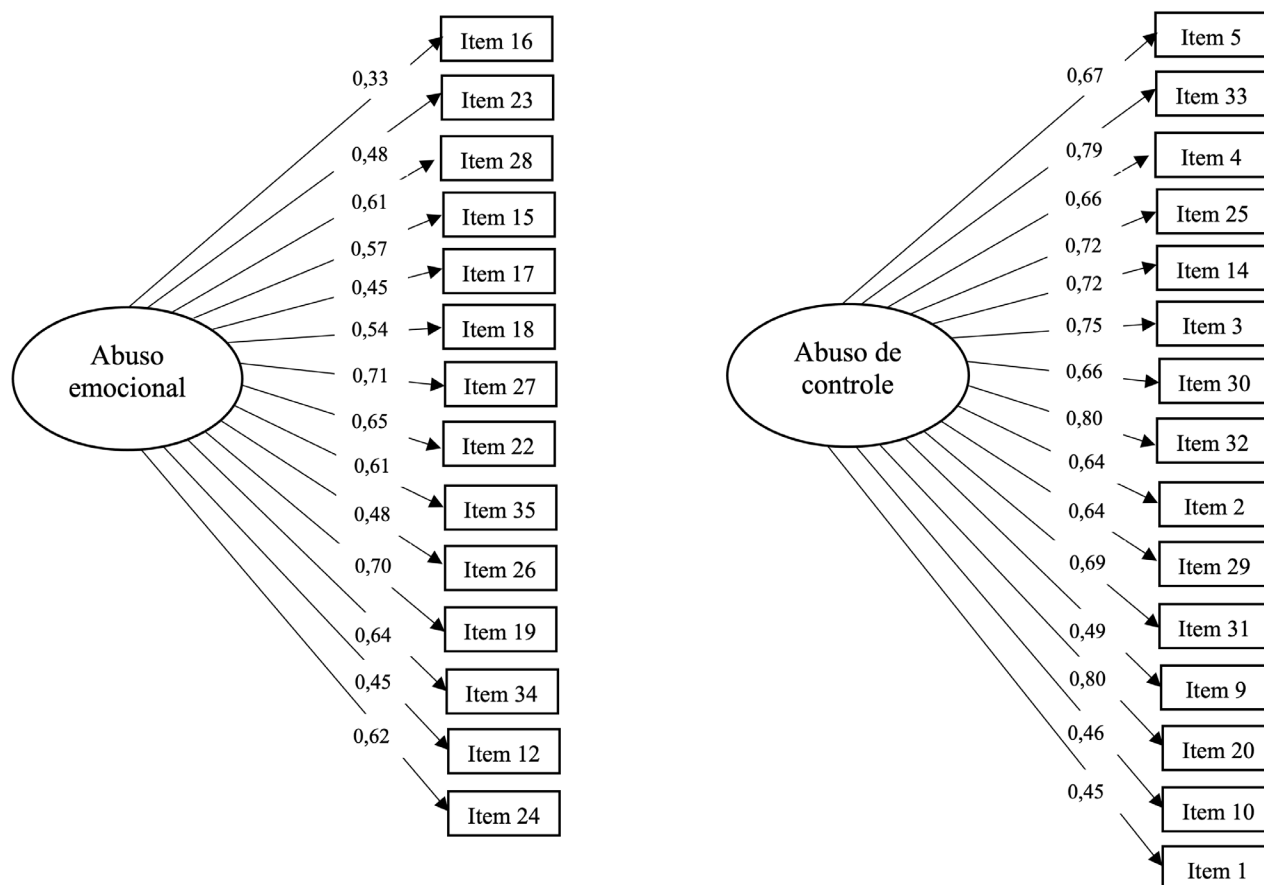 Item 16
0,33
Item 23
0,48
Item 28
0,61
Item 15
0,57
Item 17
0,45
Item 18
0,54
Abuso
emocional
Item 27
0,71
Item 22
0,65
Item 35
0,61
Item 26
0,48
Item 19
0,70
Item 34
0,64
Item 12
0,45
Item 24
0,62
Item 5
0,67
Item 33
0,79
Item 4
0,66
Item 25
0,72
Item 14
0,72
Item 3
0,75
Abuso de
controle
Item 30
0,66
Item 32
0,80
Item 2
0,64
Item 29
0,64
Item 31
0,69
Item 9
0,49
Item 20
0,80
Item 10
0,46
Item 1
0,45